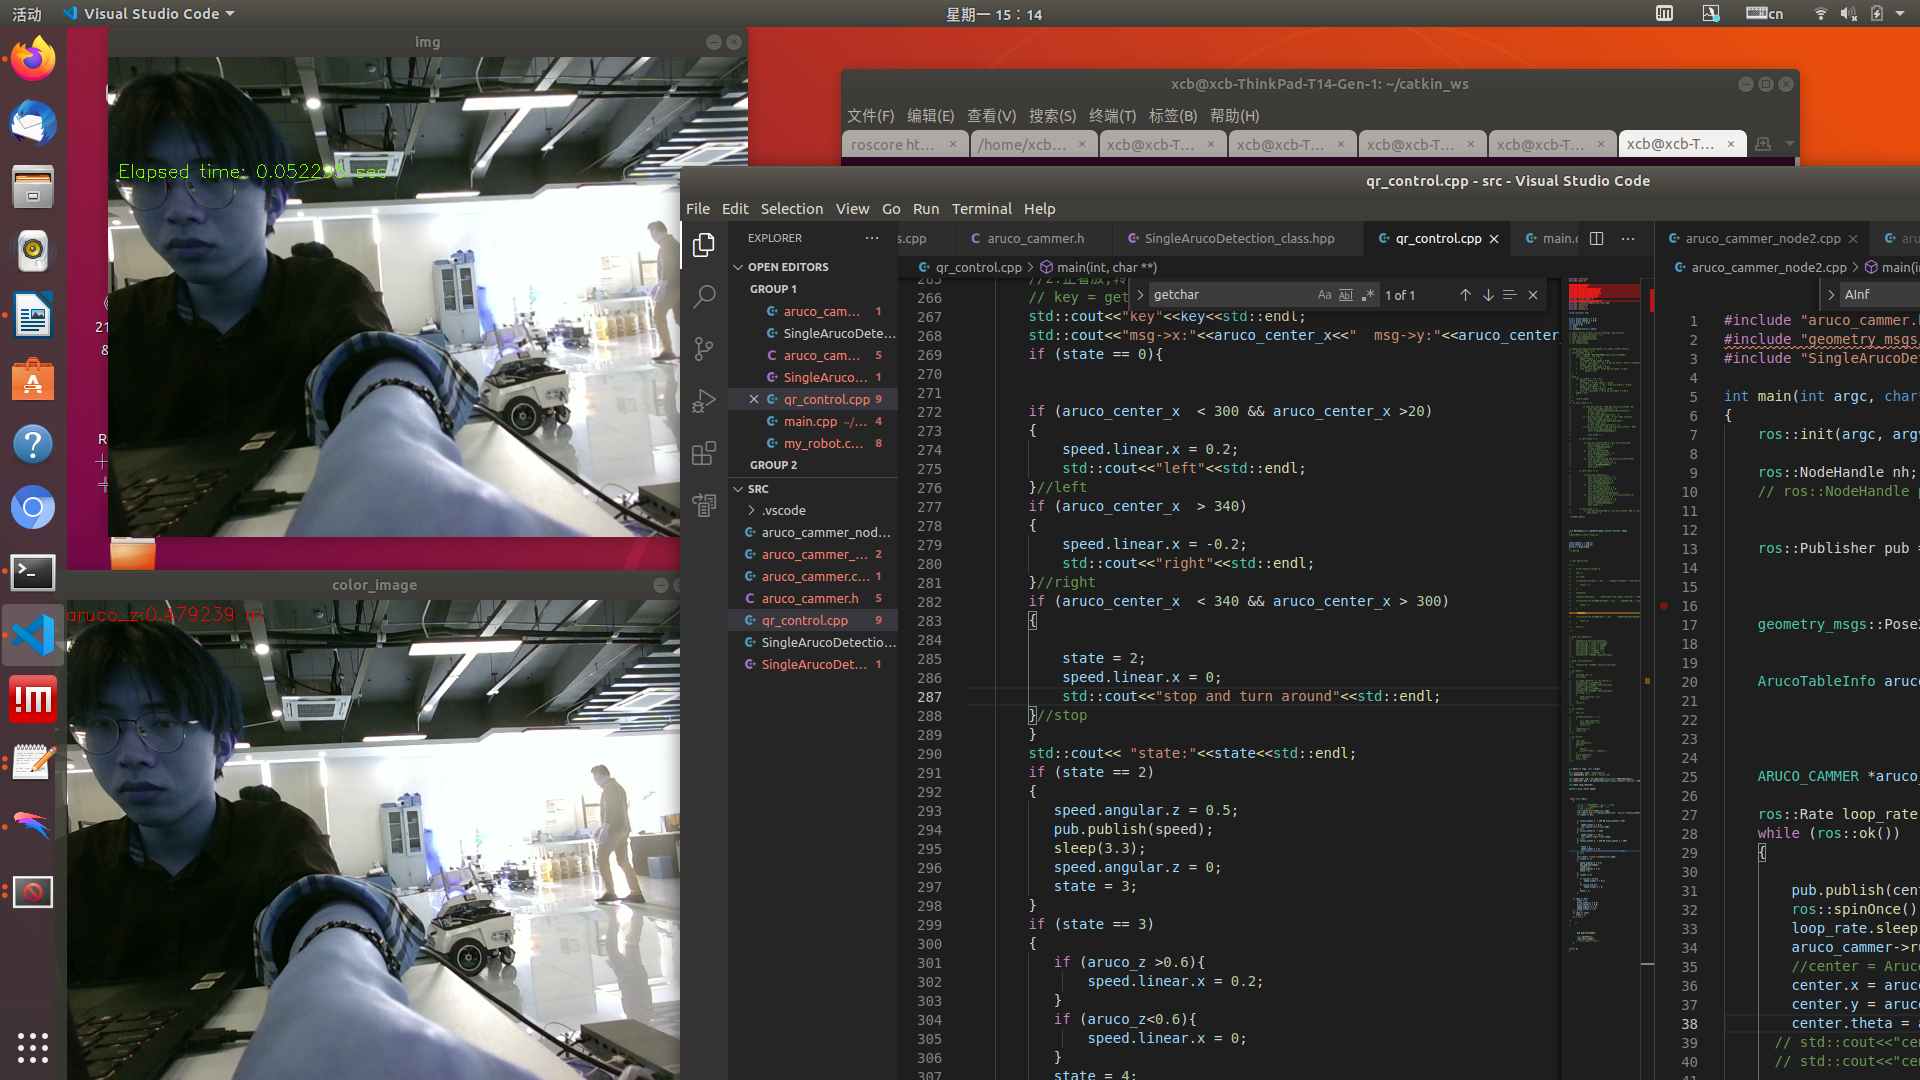 活动
Visual Studio Code
星期一 15：14
cn
img
Elapsed time: 0.0522 sec
color_image
aruco_z:0.479239 m
xcb@xcb-ThinkPad-T14-Gen-1: ~/catkin_ws
文件(F) 编辑(E) 查看(V) 搜索(S) 终端(T) 标签(B) 帮助(H)
roscore ht...
/home/xcb...
xcb@xcb-T...
xcb@xcb-T...
xcb@xcb-T...
xcb@xcb-T...
xcb@xcb-T...
qr_control.cpp - src - Visual Studio Code
File Edit Selection View Go Run Terminal Help
EXPLORER
OPEN EDITORS
GROUP 1
aruco_cam... 1
SingleArucoDete...
aruco_cam... 5
SingleAruco... 1
qr_control.cpp 9
main.cpp ~/... 4
my_robot.c... 8
GROUP 2
SRC
.vscode
aruco_cammer_nod...
aruco_cammer_... 2
aruco_cammer.c... 1
aruco_cammer.h 5
qr_control.cpp 9
SingleArucoDetectio...
SingleArucoDet... 1
s.cpp
aruco_cammer.h
SingleArucoDetection_class.hpp
qr_control.cpp
main.c
qr_control.cpp > main(int, char **)
getchar
Aa Abl .* 1 of 1
266 // key = get
267 std::cout<<"key"<<key<<std::endl;
268 std::cout<<"msg->x:"<<aruco_center_x<<"  msg->y:"<<aruco_center_
269 if (state == 0){
270
271
272 if (aruco_center_x  < 300 && aruco_center_x >20)
273 {
274 speed.linear.x = 0.2;
275 std::cout<<"left"<<std::endl;
276 }//left
277 if (aruco_center_x  > 340)
278 {
279 speed.linear.x = -0.2;
280 std::cout<<"right"<<std::endl;
281 }//right
282 if (aruco_center_x  < 340 && aruco_center_x > 300)
283 {
284
285 state = 2;
286 speed.linear.x = 0;
287 std::cout<<"stop and turn around"<<std::endl;
288 }//stop
289 }
290 std::cout<< "state:"<<state<<std::endl;
291 if (state == 2)
292 {
293 speed.angular.z = 0.5;
294 pub.publish(speed);
295 sleep(3.3);
296 speed.angular.z = 0;
297 state = 3;
298 }
299 if (state == 3)
300 {
301 if (aruco_z >0.6){
302 speed.linear.x = 0.2;
303 }
304 if (aruco_z<0.6){
305 speed.linear.x = 0;
306 }
307 state = 4;
aruco_cammer_node2.cpp
aru
aruco_cammer_node2.cpp > main(i
AInf
1 #include "aruco_cammer.
2 #include "geometry_msgs
3 #include "SingleArucoDe
4
5 int main(int argc, char
6 {
7 ros::init(argc, argv
8
9 ros::NodeHandle nh;
10 // ros::NodeHandle
11
12
13 ros::Publisher pub =
14
15
16
17 geometry_msgs::Pose2
18
19
20 ArucoTableInfo aruco
21
22
23
24
25 ARUCO_CAMMER *aruco_
26
27 ros::Rate loop_rate
28 while (ros::ok())
29 {
30
31 pub.publish(cent
32 ros::spinOnce()
33 loop_rate.sleep
34 aruco_cammer->ru
35 //center = Aruc
36 center.x = aruco
37 center.y = aruco
38 center.theta =
39 // std::cout<<"cen
40 // std::cout<<"cen